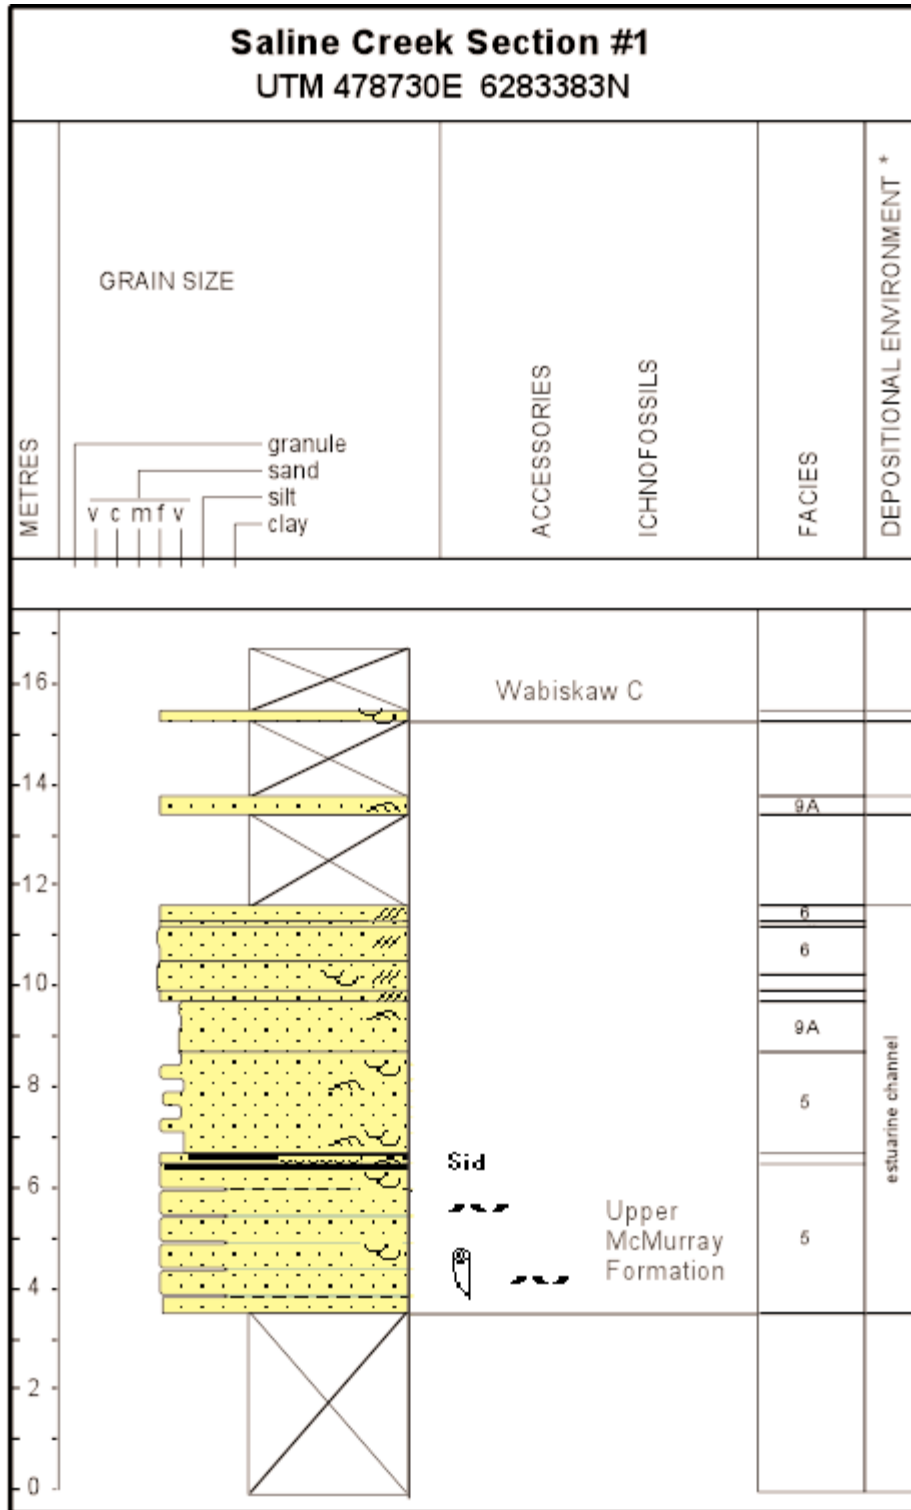 Saline Creek Section #1
UTM 478730E 6283383N
METRES
GRAIN SIZE
granule
sand
silt
clay
v c m f v
ACCESSORIES
ICHNOFOSSILS
FACIES
DEPOSITIONAL ENVIRONMENT *
16
Wabiskaw C
14
9A
12
6
6
10
9A
8
5
estuarine channel
Sid
6
Upper
McMurray
Formation
5
4
2
0